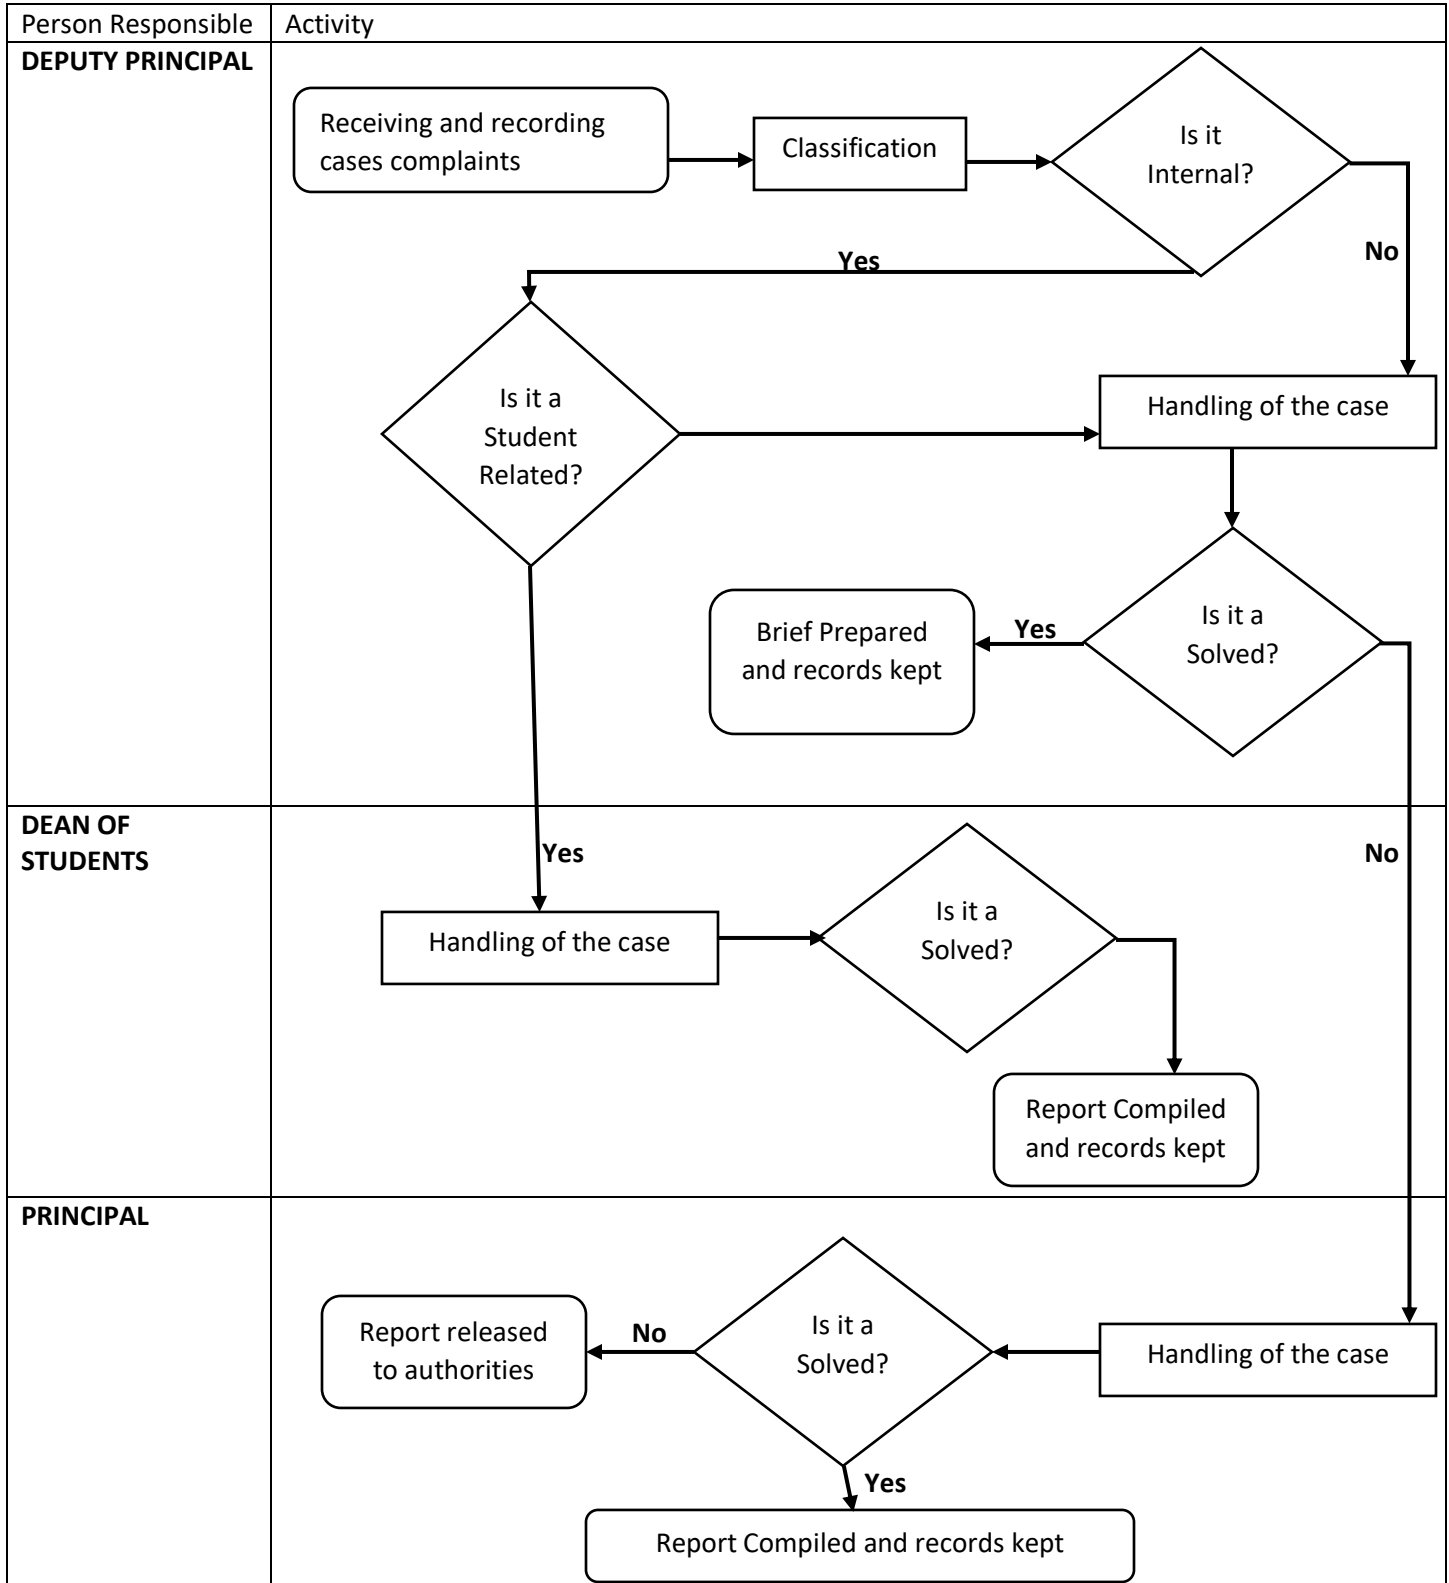 Person Responsible
Activity
DEPUTY PRINCIPAL
Receiving and recording
cases complaints
Classification
Is it
Internal?
Yes
No
Is it a
Student
Related?
Handling of the case
Brief Prepared
and records kept
Yes
Is it a
Solved?
DEAN OF
STUDENTS
Yes
No
Handling of the case
Is it a
Solved?
Report Compiled
and records kept
PRINCIPAL
Report released
to authorities
No
Is it a
Solved?
Handling of the case
Yes
Report Compiled and records kept